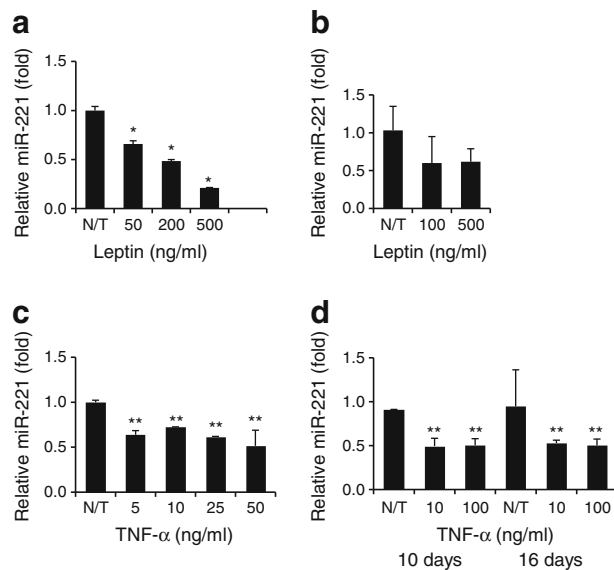 a
Relative miR-221 (fold)
1.5
1.0
0.5
0.0
*
*
*
N/T 50 200 500
Leptin (ng/ml)
b
Relative miR-221 (fold)
1.5
1.0
0.5
0.0
N/T 100 500
Leptin (ng/ml)
c
Relative miR-221 (fold)
1.5
1.0
0.5
0.0
** ** ** **
N/T 5 10 25 50
TNF-α (ng/ml)
d
Relative miR-221 (fold)
1.5
1.0
0.5
0.0
** ** ** **
N/T 10 100 N/T 10 100
TNF-α (ng/ml)
10 days 16 days